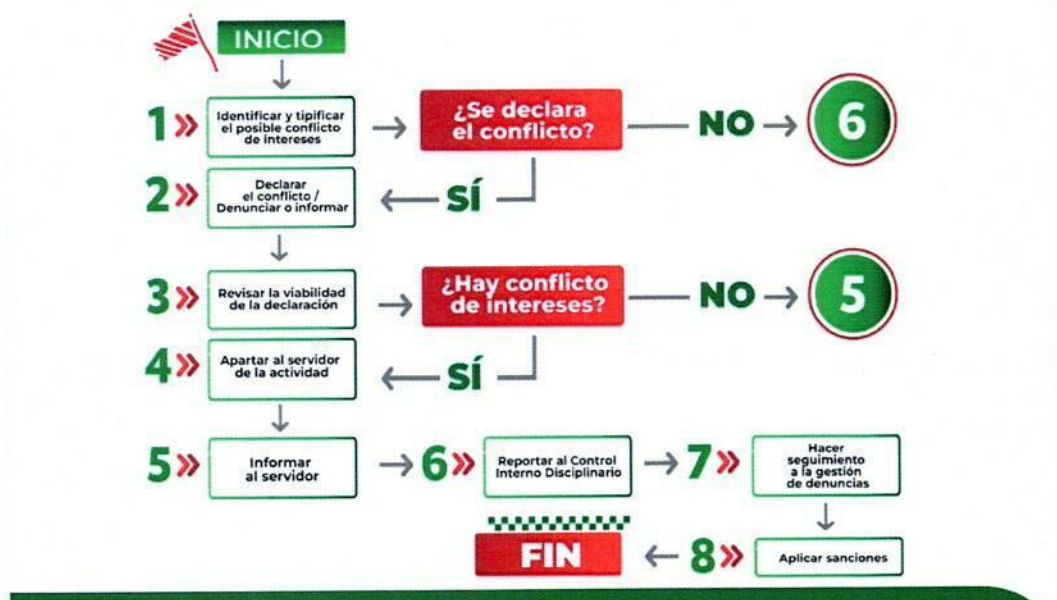 INICIO
1»
Identificar y tipificar
el posible conflicto
de intereses
¿Se declara
el conflicto?
NO
6
2»
Declarar
el conflicto /
Denunciar o informar
SÍ
3»
Revisar la viabilidad
de la declaración
¿Hay conflicto
de intereses?
NO
5
4»
Apartar al servidor
de la actividad
SÍ
5»
Informar
al servidor
6»
Reportar al Control
Interno Disciplinario
7»
Hacer
seguimiento
a la gestión
de denuncias
8»
Aplicar sanciones
FIN